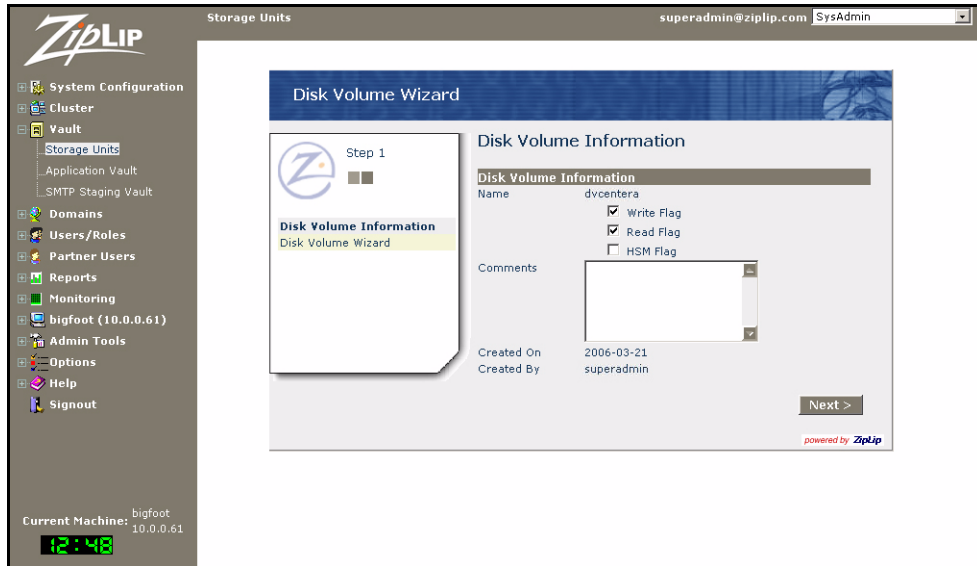 Storage Units
superadmin@ziplip.com SysAdmin
ZipLip
System Configuration
Cluster
Vault
Storage Units
Application Vault
SMTP Staging Vault
Domains
Users/Roles
Partner Users
Reports
Monitoring
bigfoot (10.0.0.61)
Admin Tools
Options
Help
Signout
Current Machine: bigfoot
10.0.0.61
12:48
Disk Volume Wizard
Step 1
Disk Volume Information
Disk Volume Wizard
Disk Volume Information
Disk Volume Information
Name dvcentera
Write Flag
Read Flag
HSM Flag
Comments
Created On 2006-03-21
Created By superadmin
Next >
powered by ZipLip